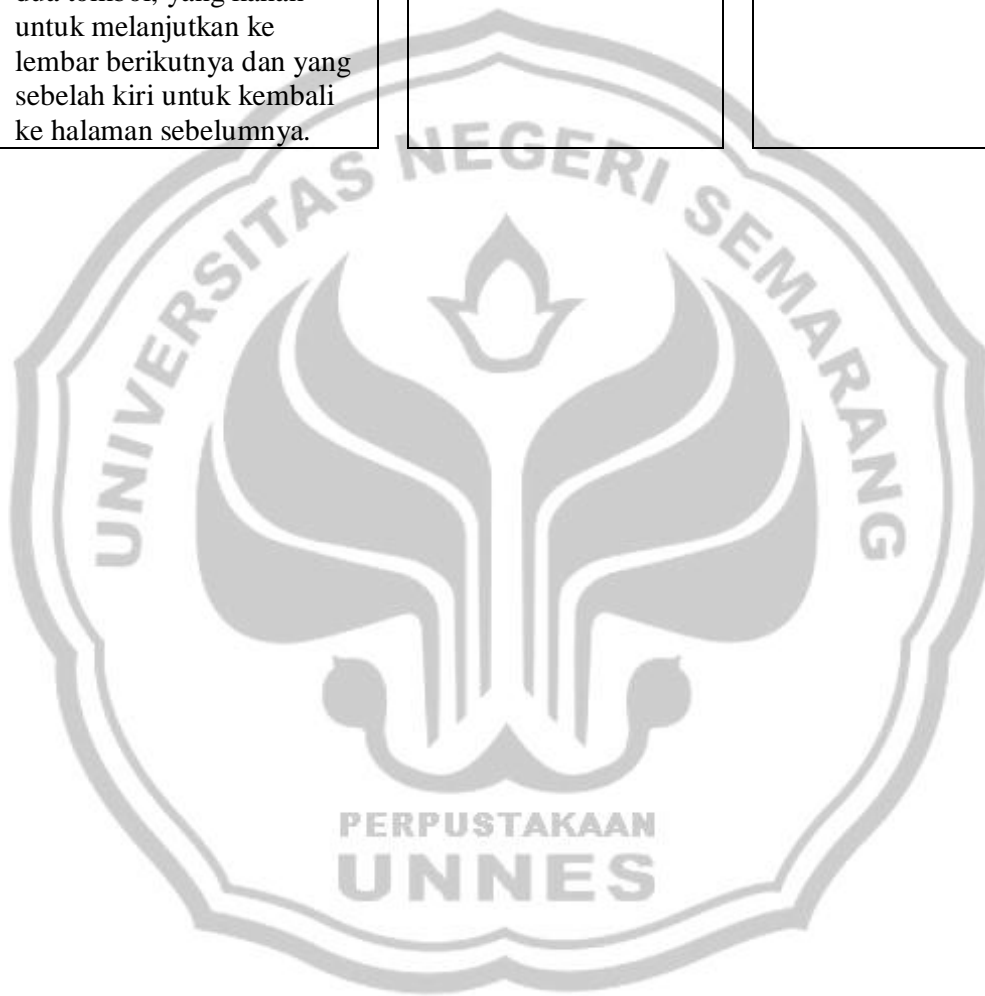 untuk melanjutkan ke
lembar berikutnya dan yang
sebelah kiri untuk kembali
ke halaman sebelumnya.
UNIVERSITAS NEGERI SEMARANG
PERPUSTAKAAN
UNNES